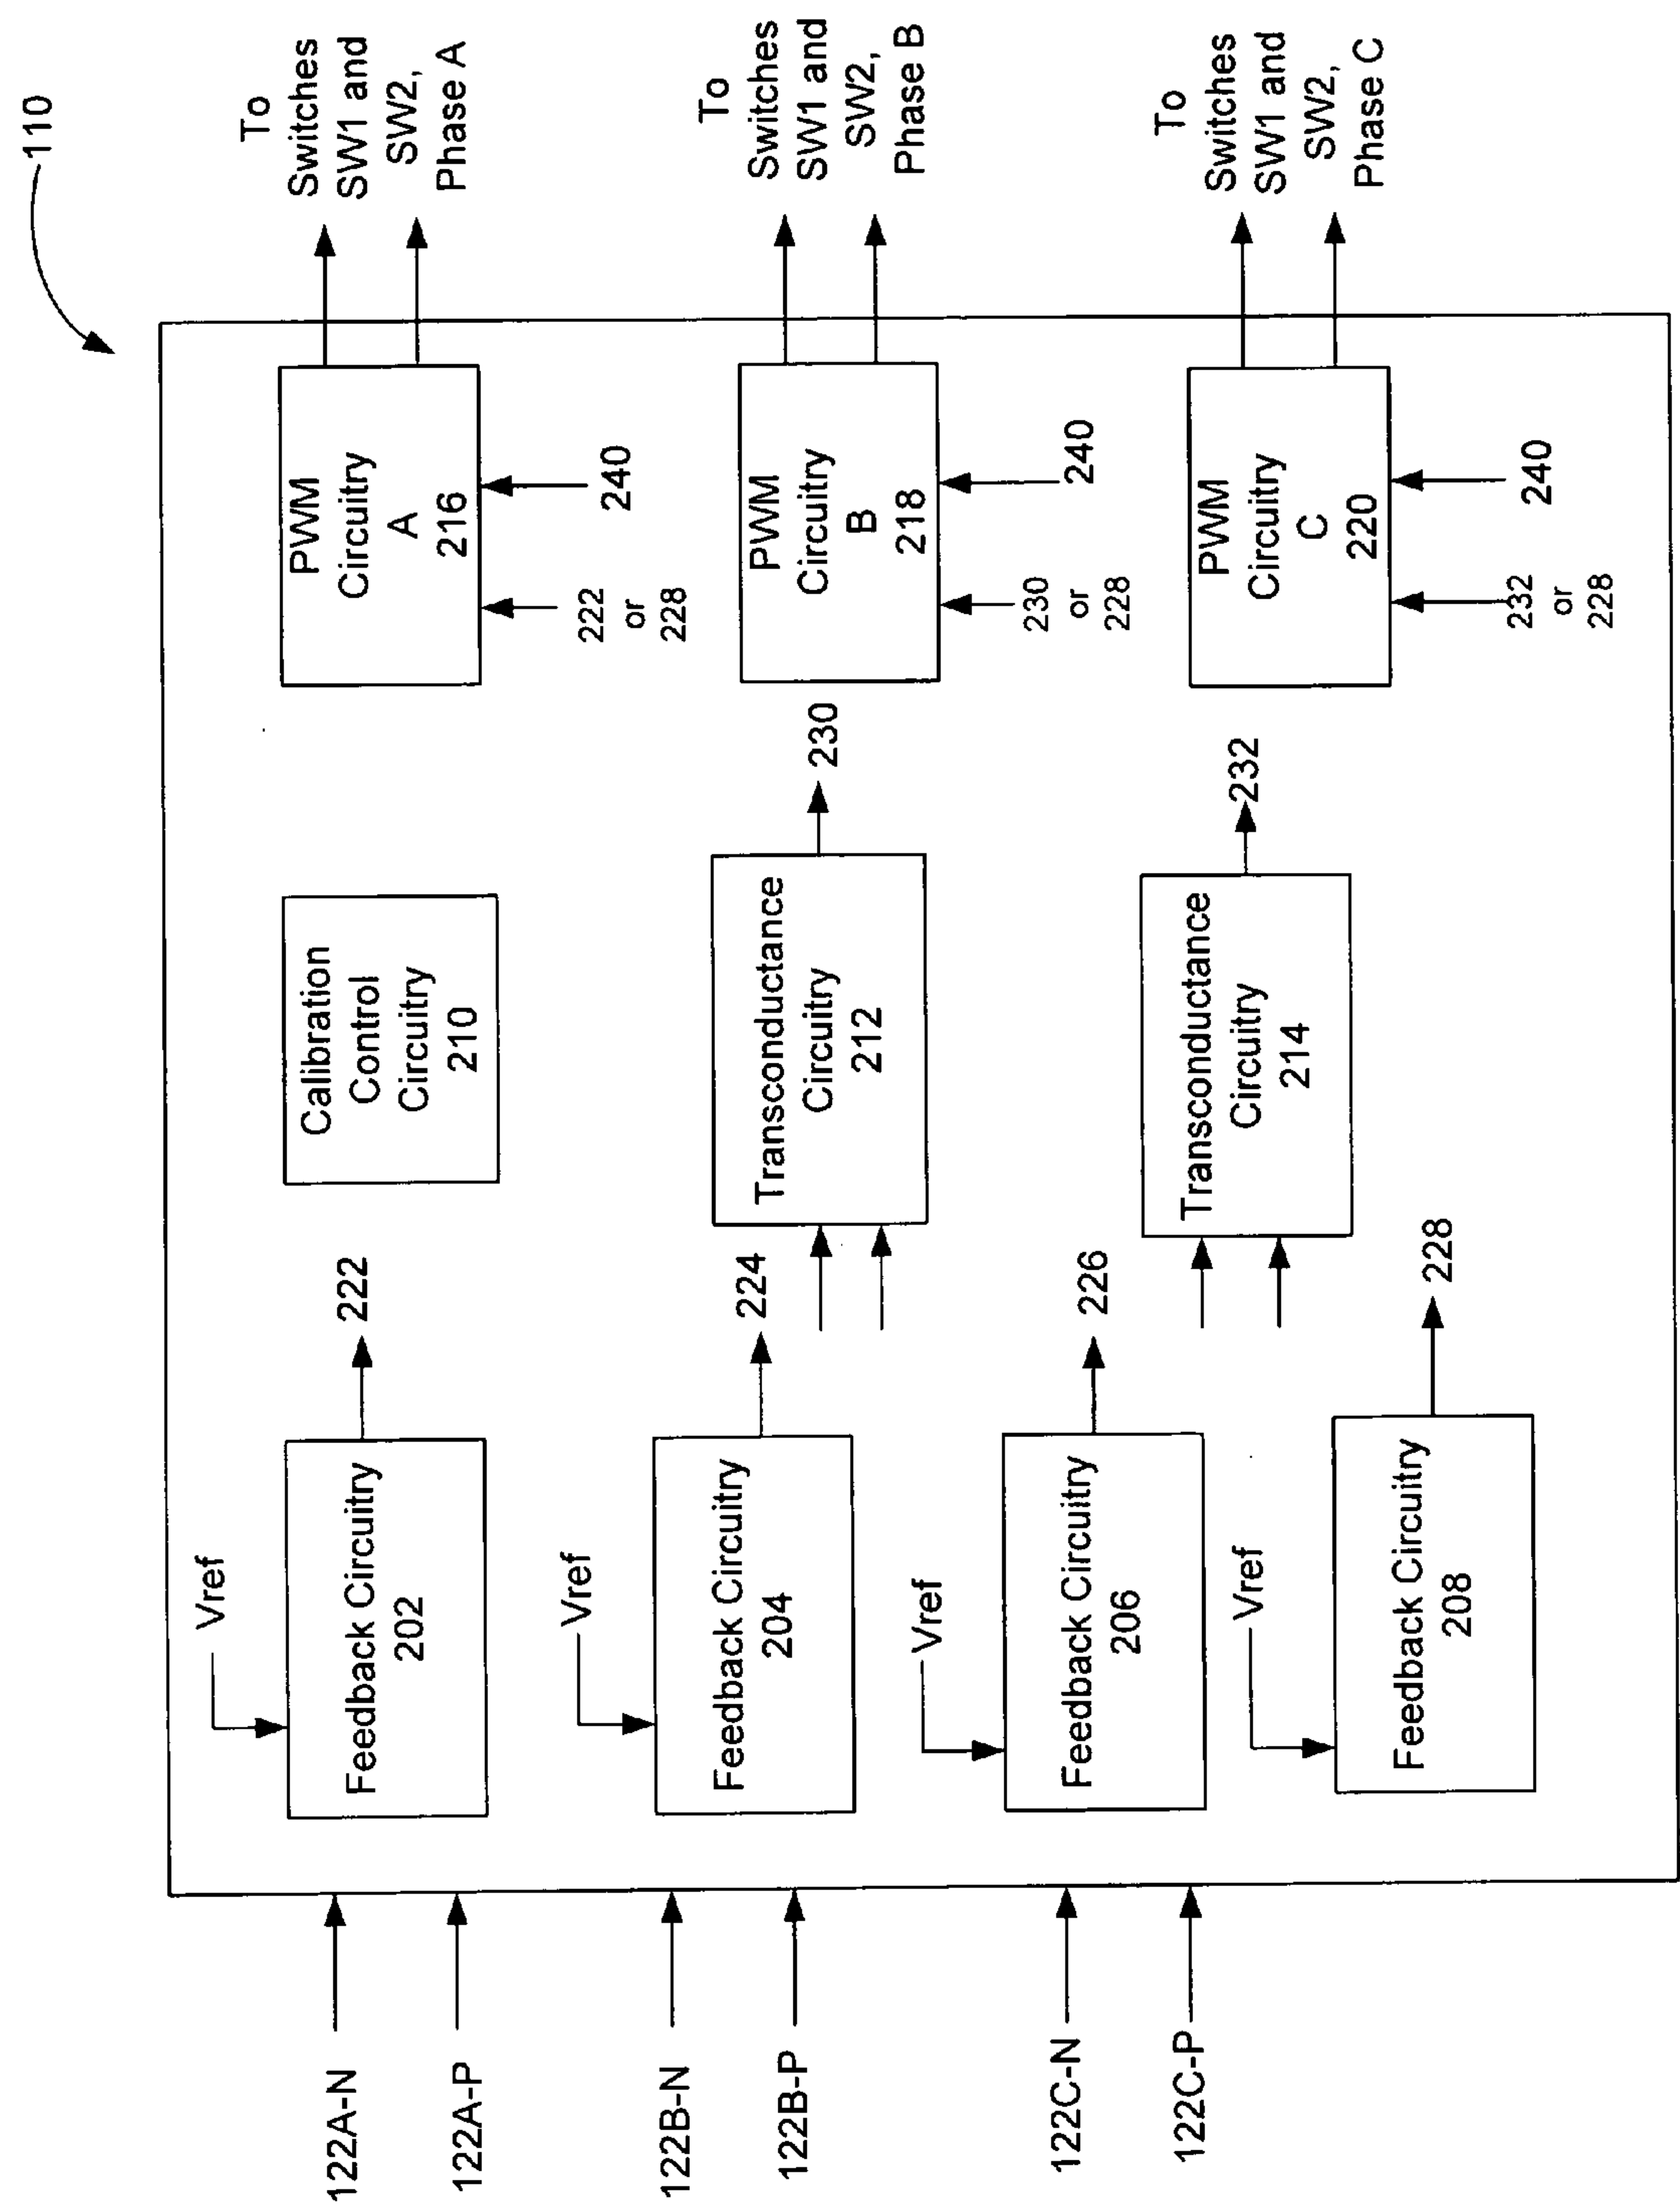 110
122A-N
122A-P
122B-N
122B-P
122C-N
122C-P
Vref
Feedback Circuitry
202
222
Vref
Feedback Circuitry
204
224
Vref
Feedback Circuitry
206
226
Vref
Feedback Circuitry
208
228
Calibration
Control
Circuitry
210
Transconductance
Circuitry
212
230
Transconductance
Circuitry
214
232
PWM
Circuitry
A
216
222
or
228
240
To
Switches
SW1 and
SW2,
Phase A
PWM
Circuitry
B
218
230
or
228
240
To
Switches
SW1 and
SW2,
Phase B
PWM
Circuitry
C
220
232
or
228
240
To
Switches
SW1 and
SW2,
Phase C